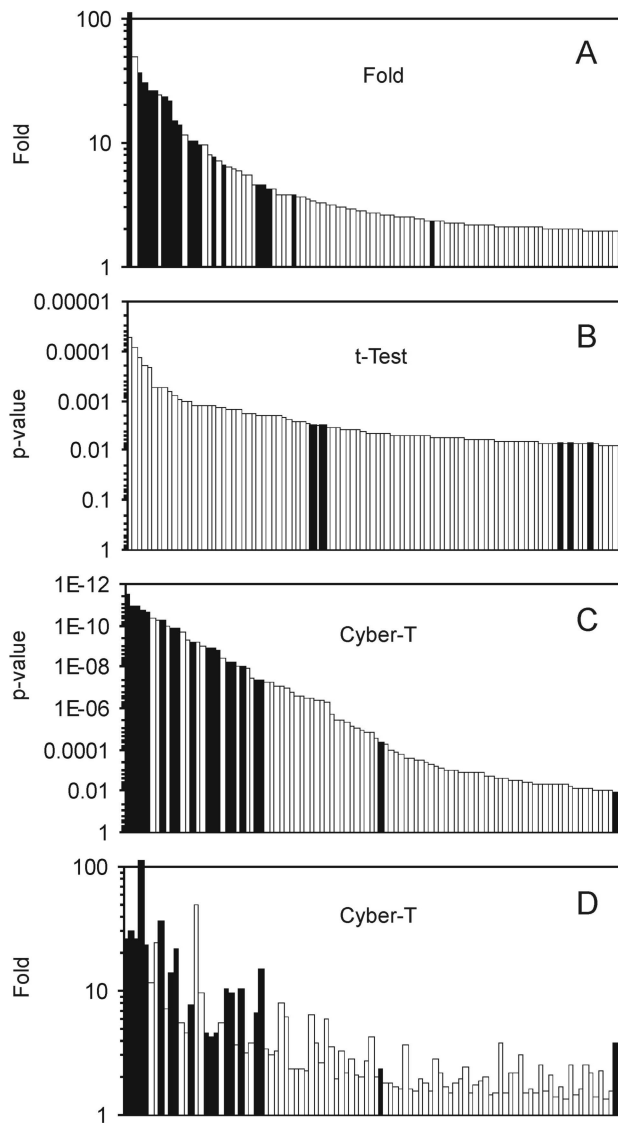 A
Fold
Fold
100
10
1
B
t-Test
p-value
0.00001
0.0001
0.001
0.01
0.1
1
C
Cyber-T
p-value
1E-12
1E-10
1E-08
1E-06
0.0001
0.01
1
D
Cyber-T
Fold
100
10
1